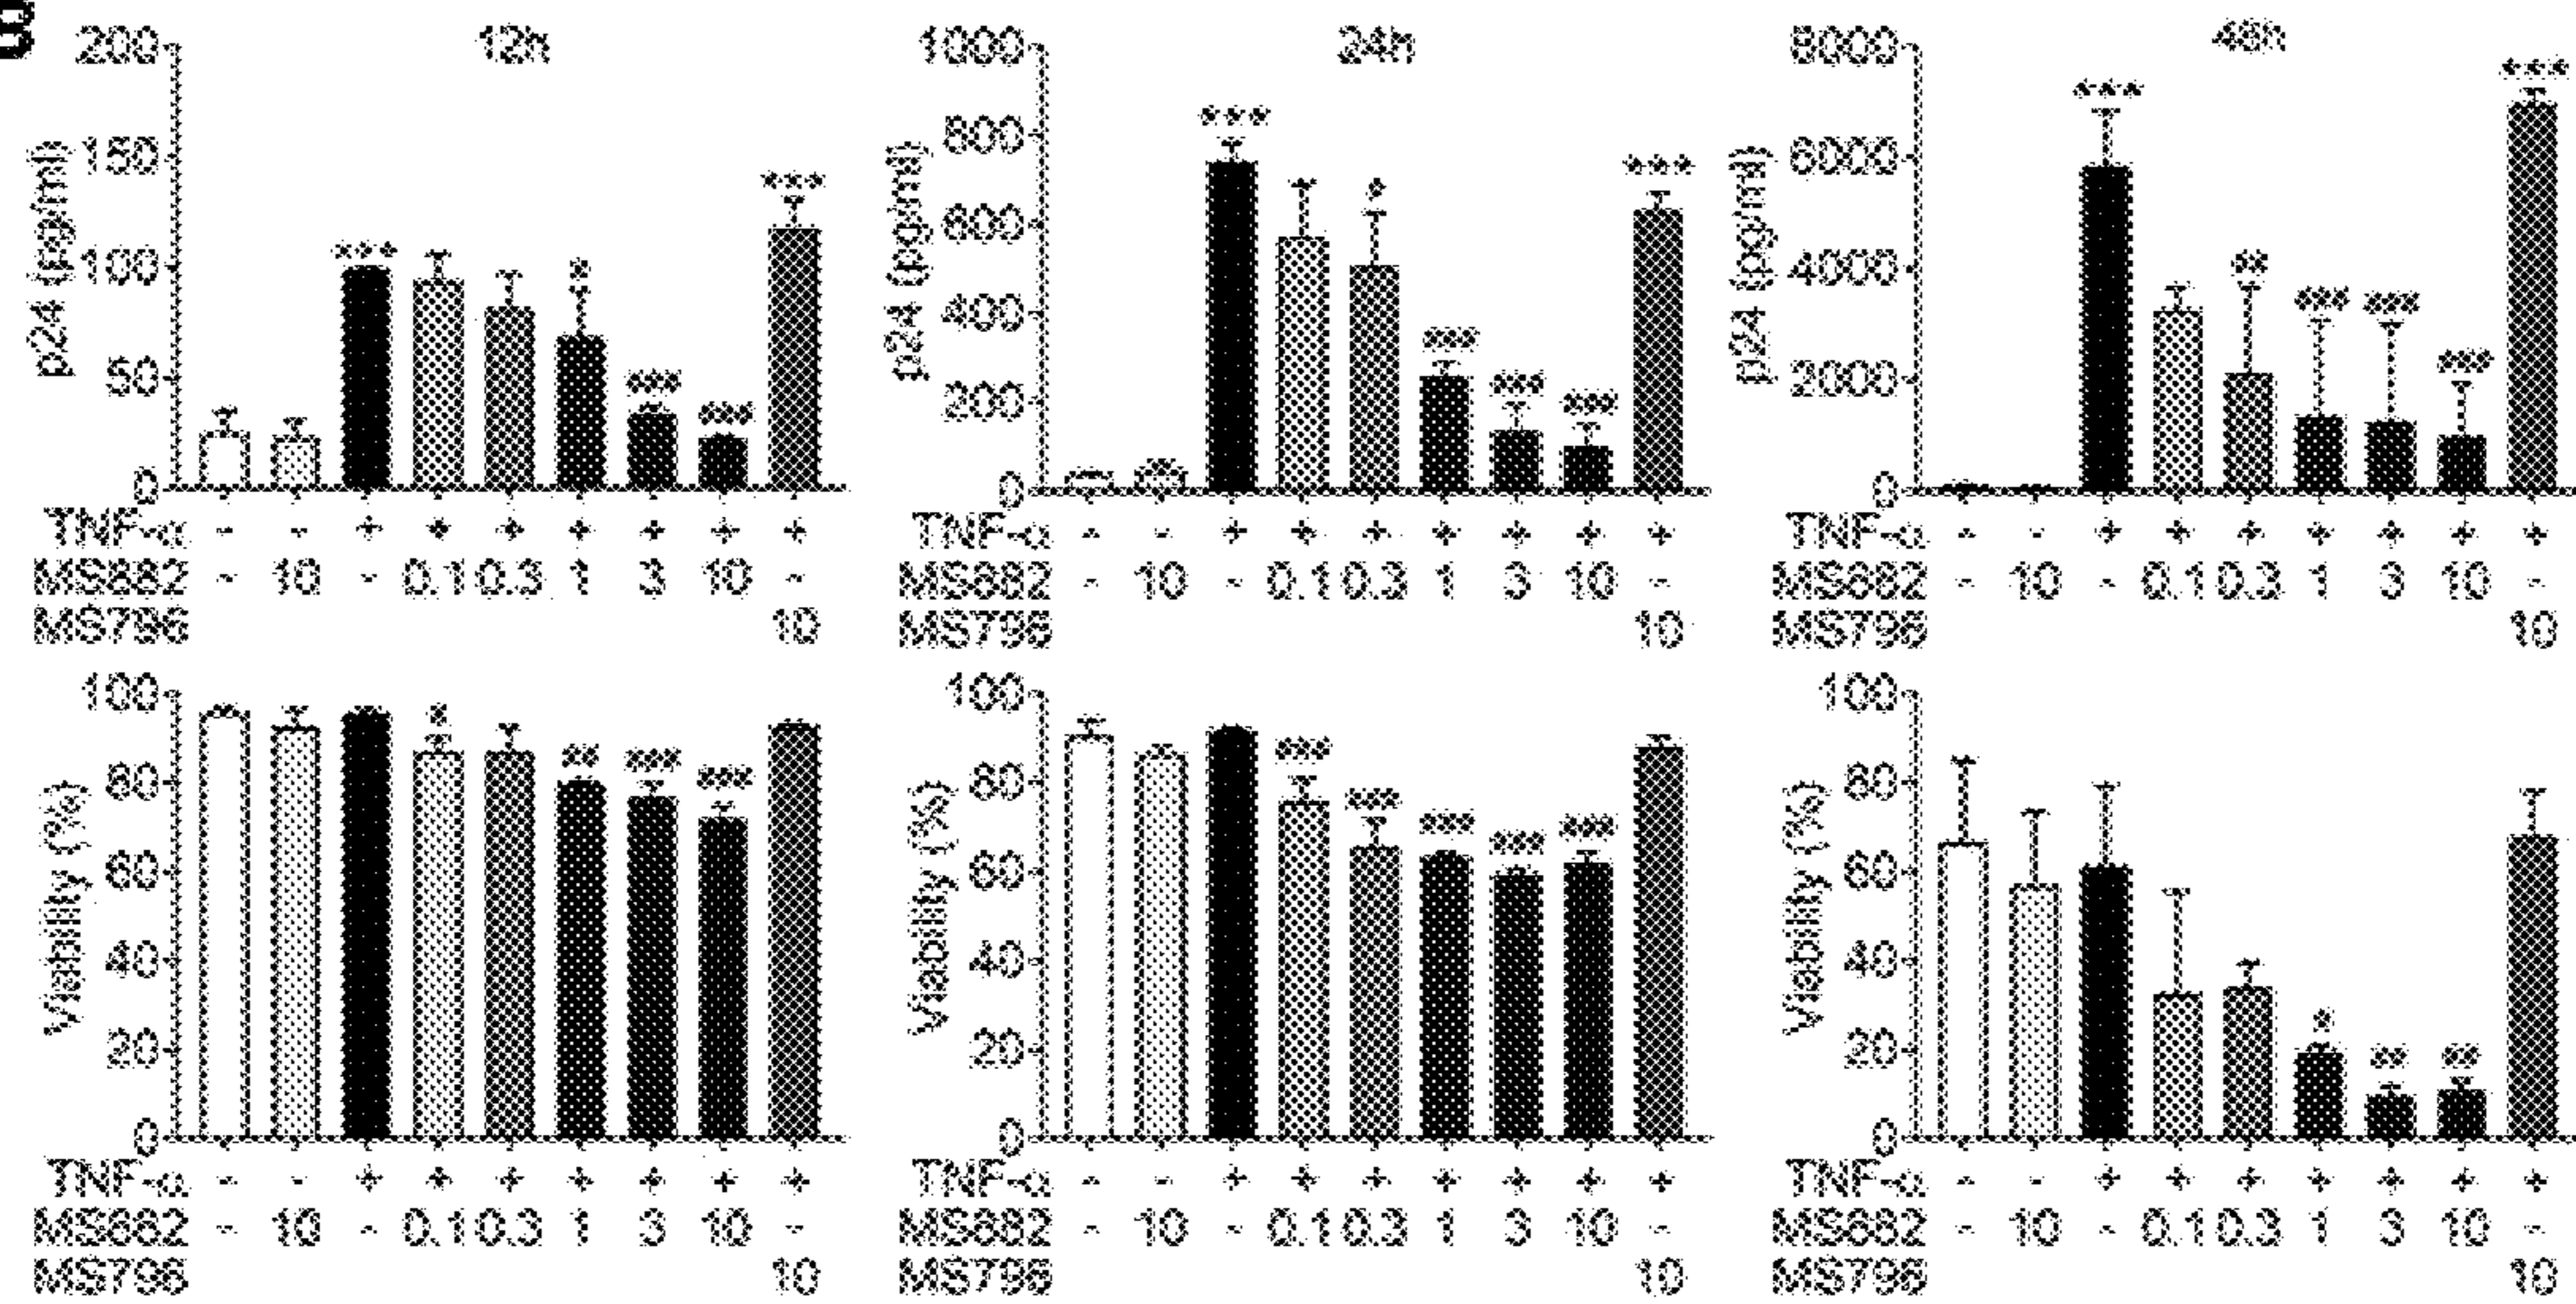 B
12h 24h 48h
p24 (pg/ml) 200 150 100 50 0
p24 (pg/ml) 1000 800 600 400 200 0
p24 (pg/ml) 8000 6000 4000 2000 0
*** # ### ### ***
*** # ### ### ### ***
*** ## ### ### ### ***
TNF-α - - + + + + + + + TNF-α - - + + + + + + + TNF-α - - + + + + + + +
MS682 - 10 - 0.1 0.3 1 3 10 - MS682 - 10 - 0.1 0.3 1 3 10 - MS682 - 10 - 0.1 0.3 1 3 10 -
MS796 10 MS796 10 MS796 10
Viability (%) 100 80 60 40 20 0
Viability (%) 100 80 60 40 20 0
Viability (%) 100 80 60 40 20 0
# ## ### ###
### ### ### ### ###
# ## ##
TNF-α - - + + + + + + + TNF-α - - + + + + + + + TNF-α - - + + + + + + +
MS682 - 10 - 0.1 0.3 1 3 10 - MS682 - 10 - 0.1 0.3 1 3 10 - MS682 - 10 - 0.1 0.3 1 3 10 -
MS796 10 MS796 10 MS796 10